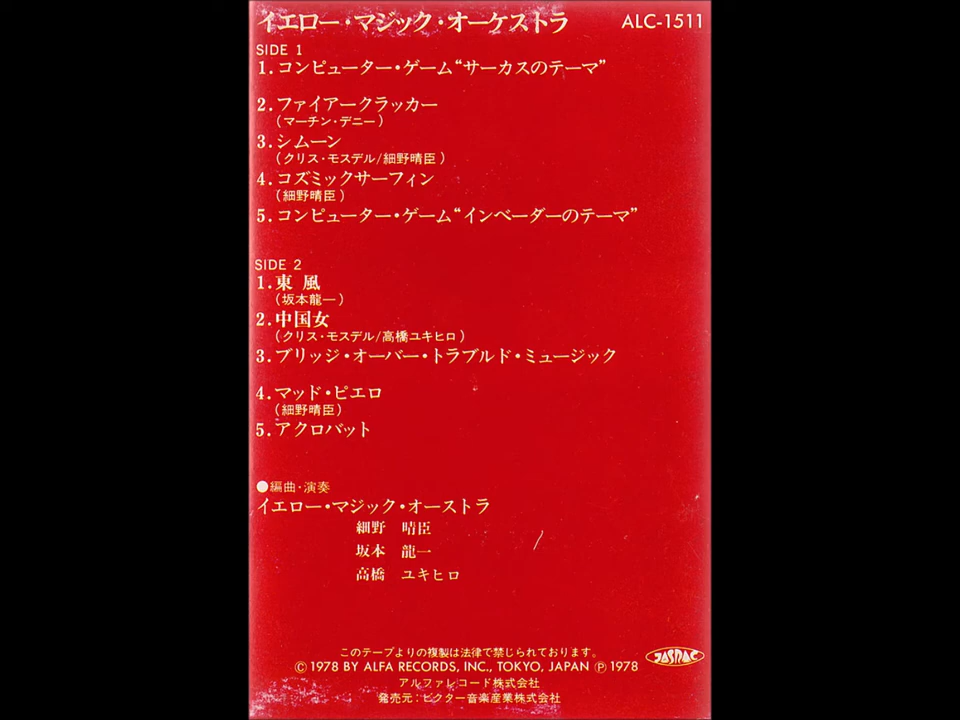 イエロー・マジック・オーケストラ ALC-1511
SIDE 1
1. コンピューター・ゲーム“サーカスのテーマ”
2. ファイアークラッカー
（マーチン・デニー）
3. シムーン
（クリス・モスデル/細野晴臣）
4. コズミックサーフィン
（細野晴臣）
5. コンピューター・ゲーム“インベーダーのテーマ”
SIDE 2
1. 東風
（坂本龍一）
2. 中国女
（クリス・モスデル/高橋ユキヒロ）
3. ブリッジ・オーバー・トラブルド・ミュージック
4. マッド・ピエロ
（細野晴臣）
5. アクロバット
●編曲・演奏
イエロー・マジック・オーストラ
細野 晴臣
坂本 龍一
高橋 ユキヒロ
このテープよりの複製は法律で禁じられております。
JASRAC
Ⓒ1978 BY ALFA RECORDS, INC., TOKYO, JAPAN Ⓟ1978
アルファレコード株式会社
発売元：ビクター音楽産業株式会社